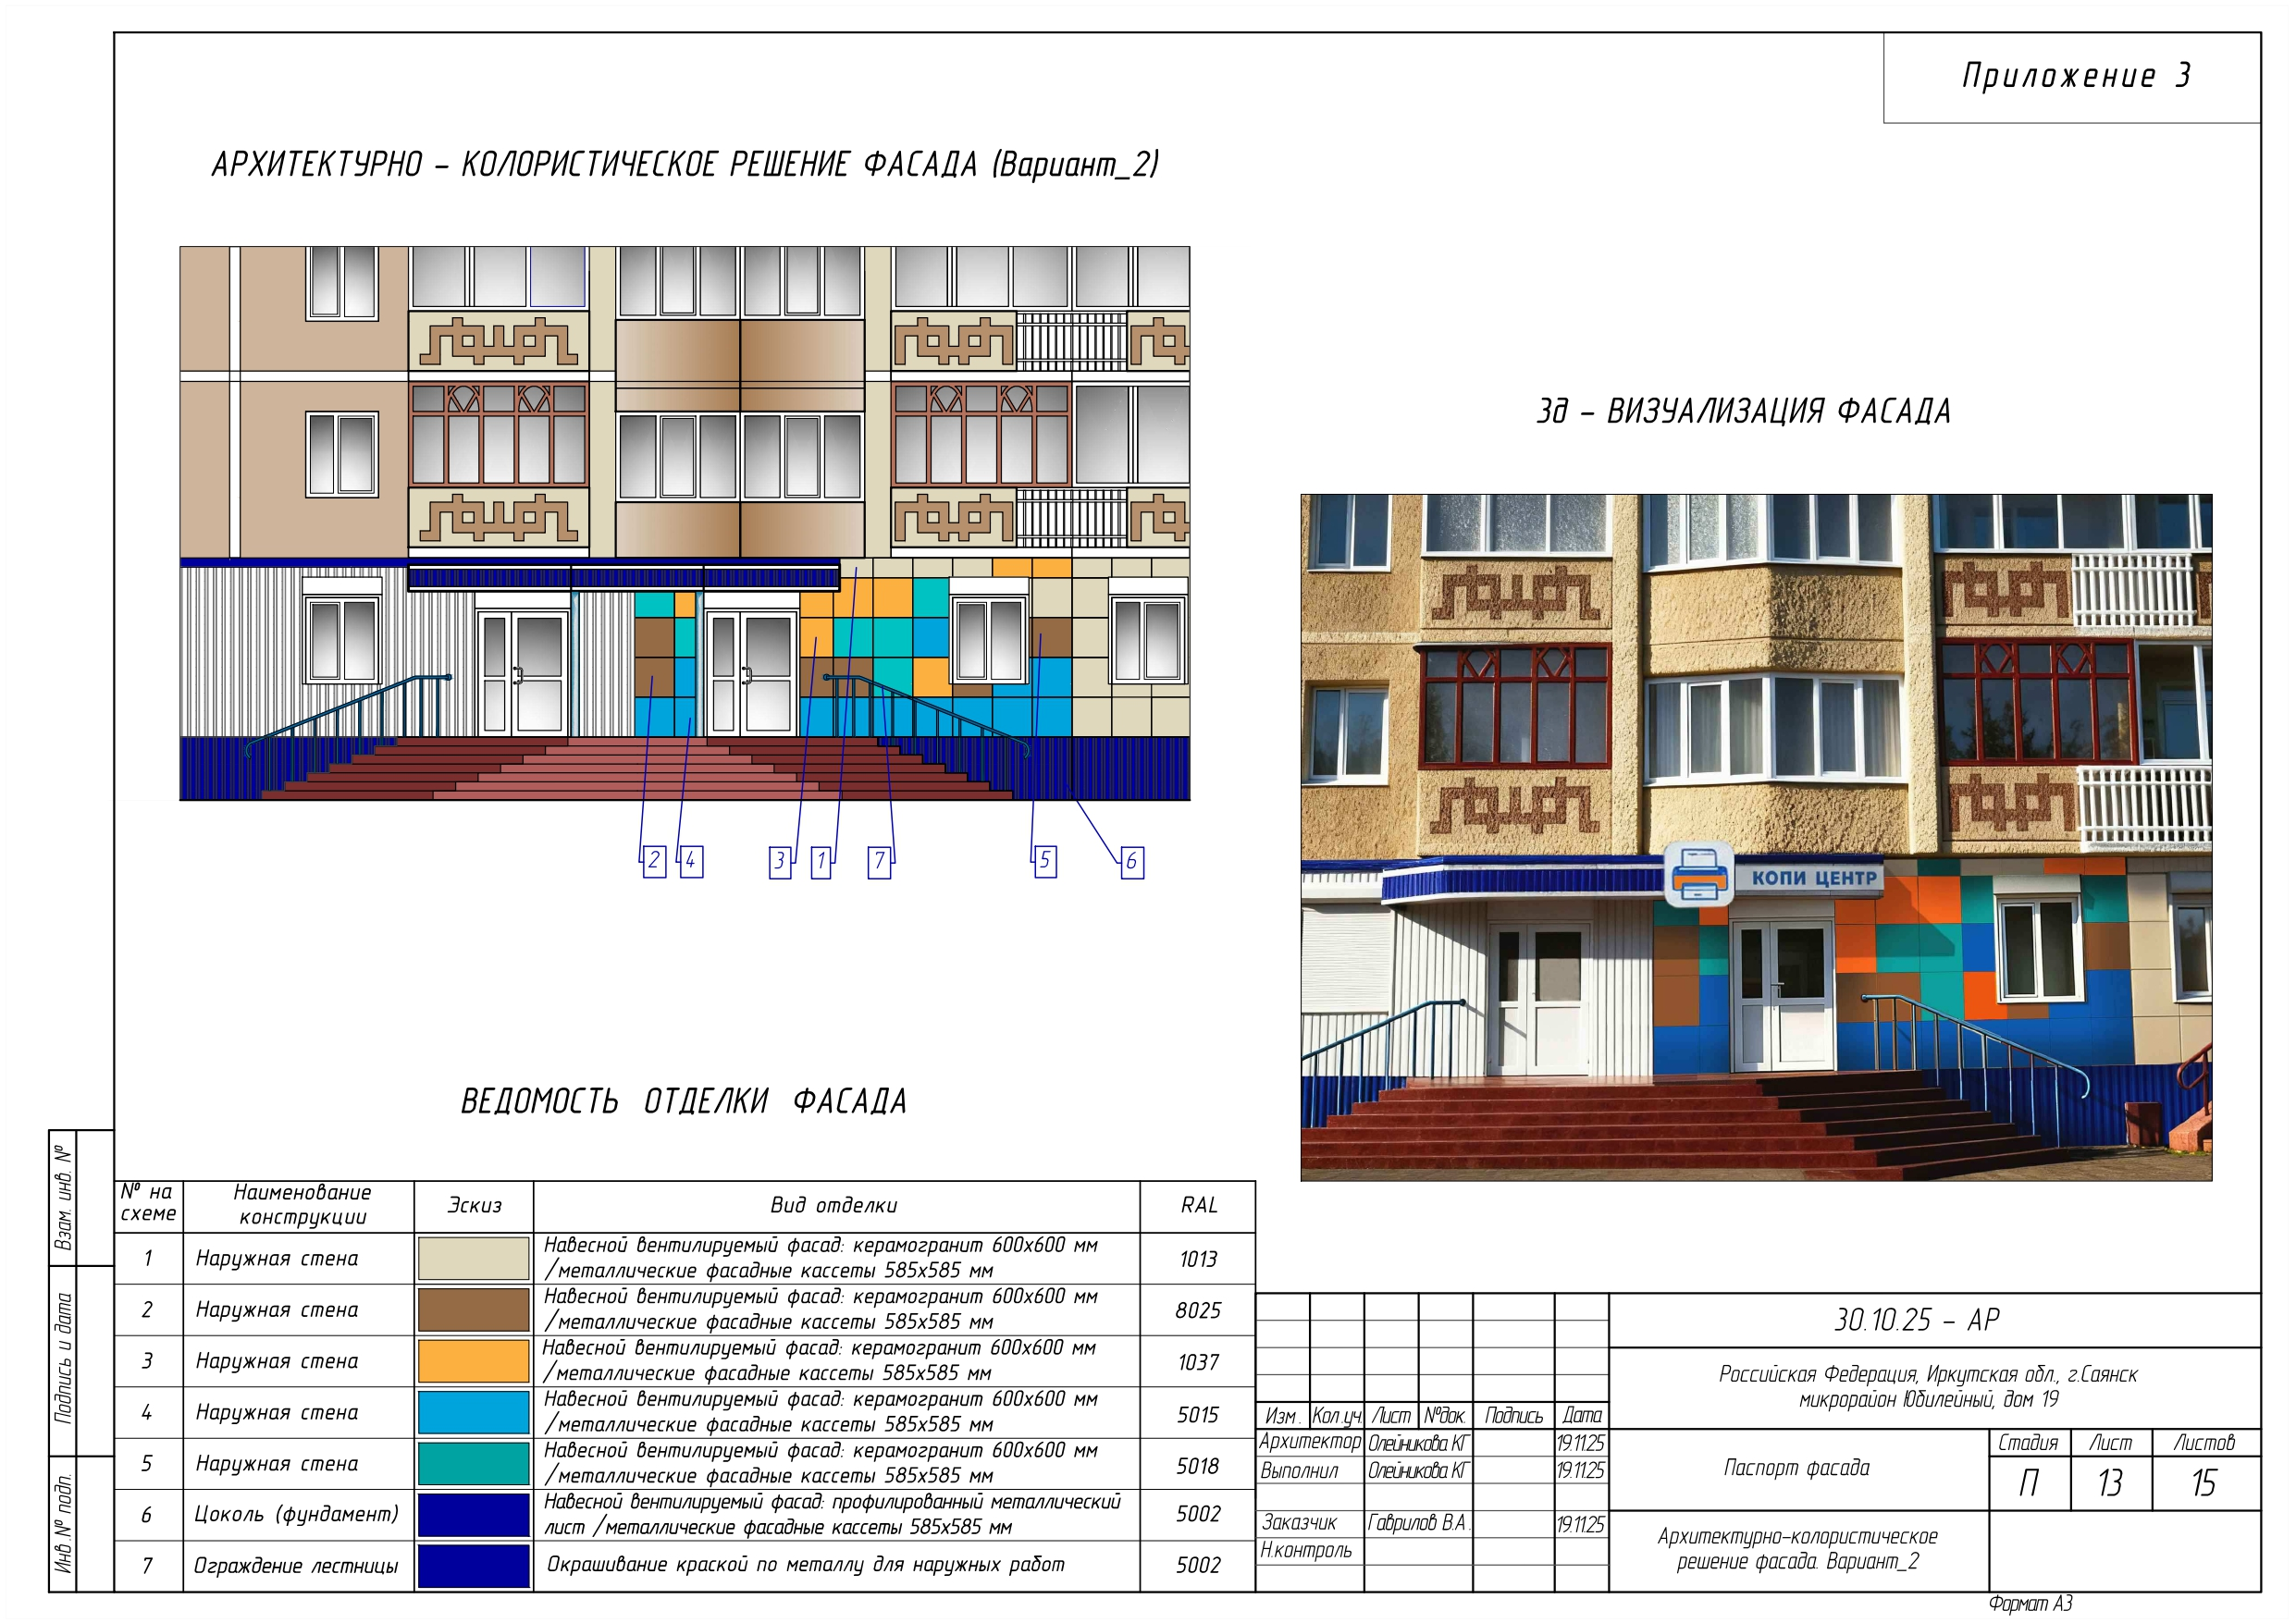 Приложение 3
АРХИТЕКТУРНО - КОЛОРИСТИЧЕСКОЕ РЕШЕНИЕ ФАСАДА (Вариант_2)
3д - ВИЗУАЛИЗАЦИЯ ФАСАДА
КОПИ ЦЕНТР
2 4 3 1 7 5 6
ВЕДОМОСТЬ ОТДЕЛКИ ФАСАДА
№ на схеме
Наименование конструкции
Эскиз
Вид отделки
RAL
1
Наружная стена
Навесной вентилируемый фасад: керамогранит 600х600 мм
/металлические фасадные кассеты 585х585 мм
1013
2
Наружная стена
Навесной вентилируемый фасад: керамогранит 600х600 мм
/металлические фасадные кассеты 585х585 мм
8025
3
Наружная стена
Навесной вентилируемый фасад: керамогранит 600х600 мм
/металлические фасадные кассеты 585х585 мм
1037
4
Наружная стена
Навесной вентилируемый фасад: керамогранит 600х600 мм
/металлические фасадные кассеты 585х585 мм
5015
5
Наружная стена
Навесной вентилируемый фасад: керамогранит 600х600 мм
/металлические фасадные кассеты 585х585 мм
5018
6
Цоколь (фундамент)
Навесной вентилируемый фасад: профилированный металлический
лист /металлические фасадные кассеты 585х585 мм
5002
7
Ограждение лестницы
Окрашивание краской по металлу для наружных работ
5002
Взам. инв. №
Подпись и дата
Инв № подп.
30.10.25 - АР
Российская Федерация, Иркутская обл., г.Саянск
микрорайон Юбилейный, дом 19
Изм. Кол.уч. Лист №док. Подпись Дата
Архитектор Олейникова КГ 19.11.25
Выполнил Олейникова КГ 19.11.25
Заказчик Гаврилов В.А. 19.11.25
Н.контроль
Паспорт фасада
Стадия Лист Листов
П 13 15
Архитектурно-колористическое
решение фасада. Вариант_2
Формат А3